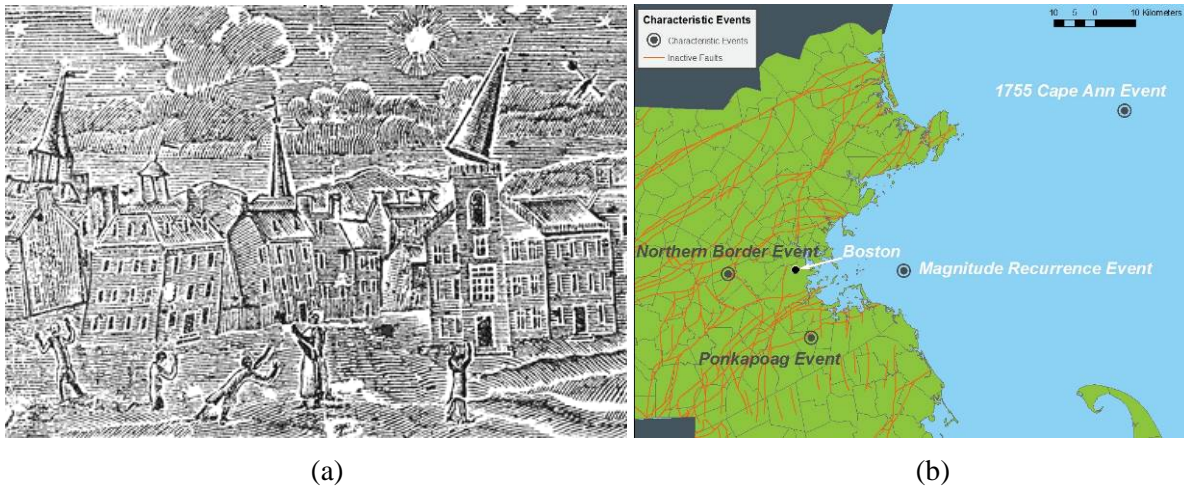 Characteristic Events
Characteristic Events
Inactive Faults
10 5 0 10 Kilometers
1755 Cape Ann Event
Northern Border Event
Boston
Magnitude Recurrence Event
Ponkapoag Event
(a)
(b)